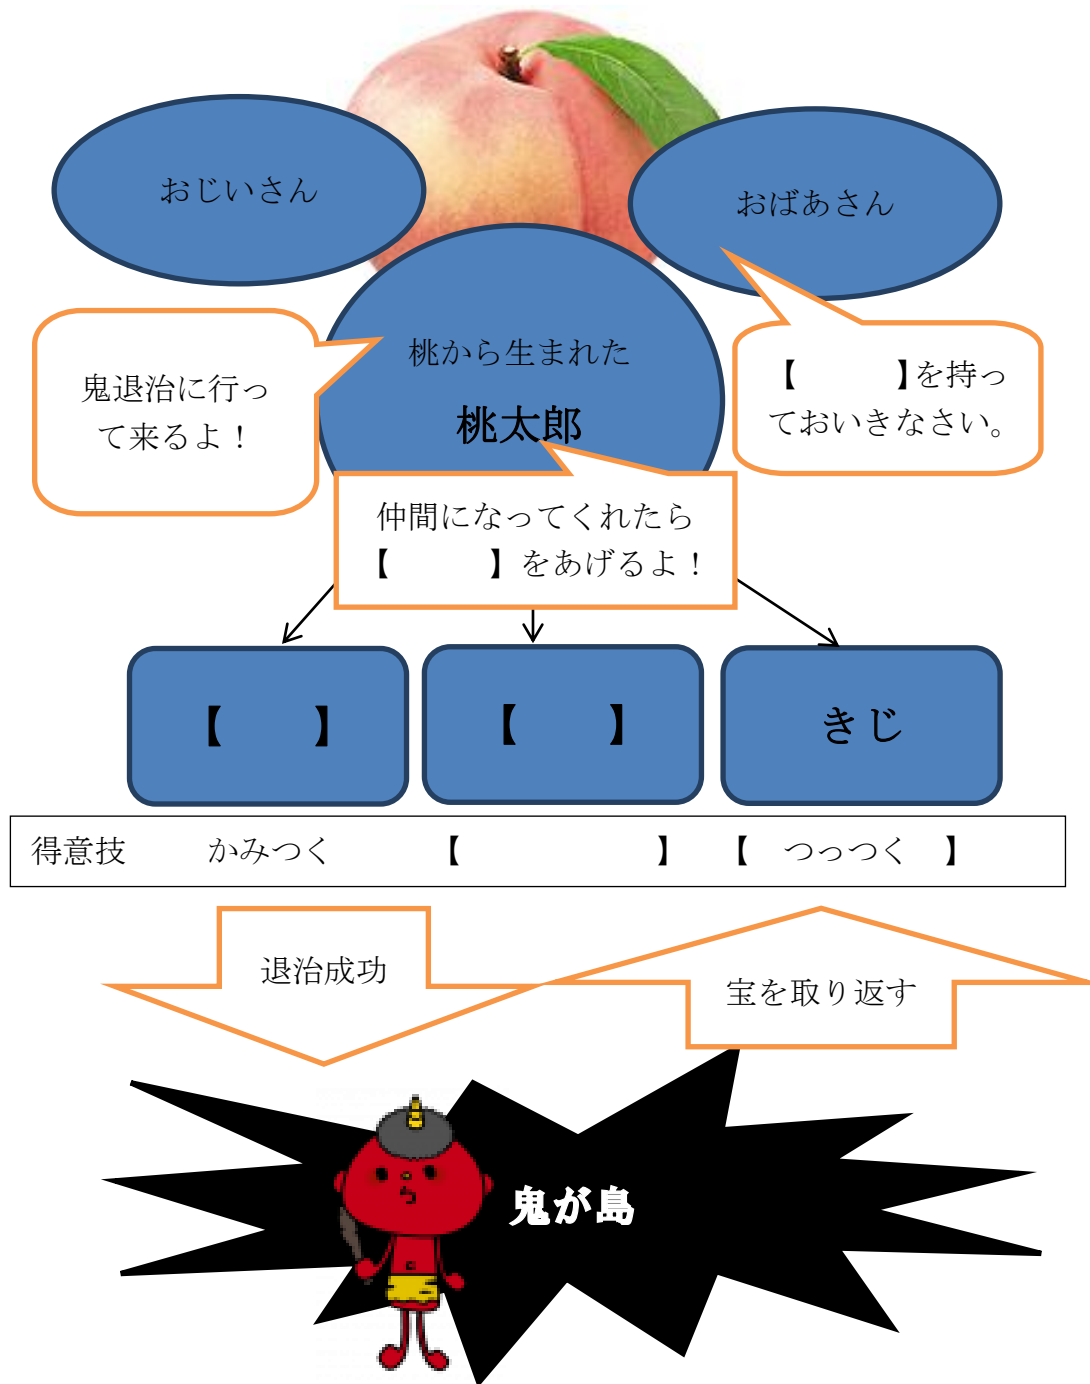 おじいさん
おばあさん
桃から生まれた
桃太郎
鬼退治に行っ
て来るよ！
【　　　】を持っ
ておいきなさい。
仲間になってくれたら
【　　　】をあげるよ！
【　　】
【　　】
きじ
得意技　　かみつく　　　【　　　　　　】　【　つっつく　】
退治成功
宝を取り返す
鬼が島